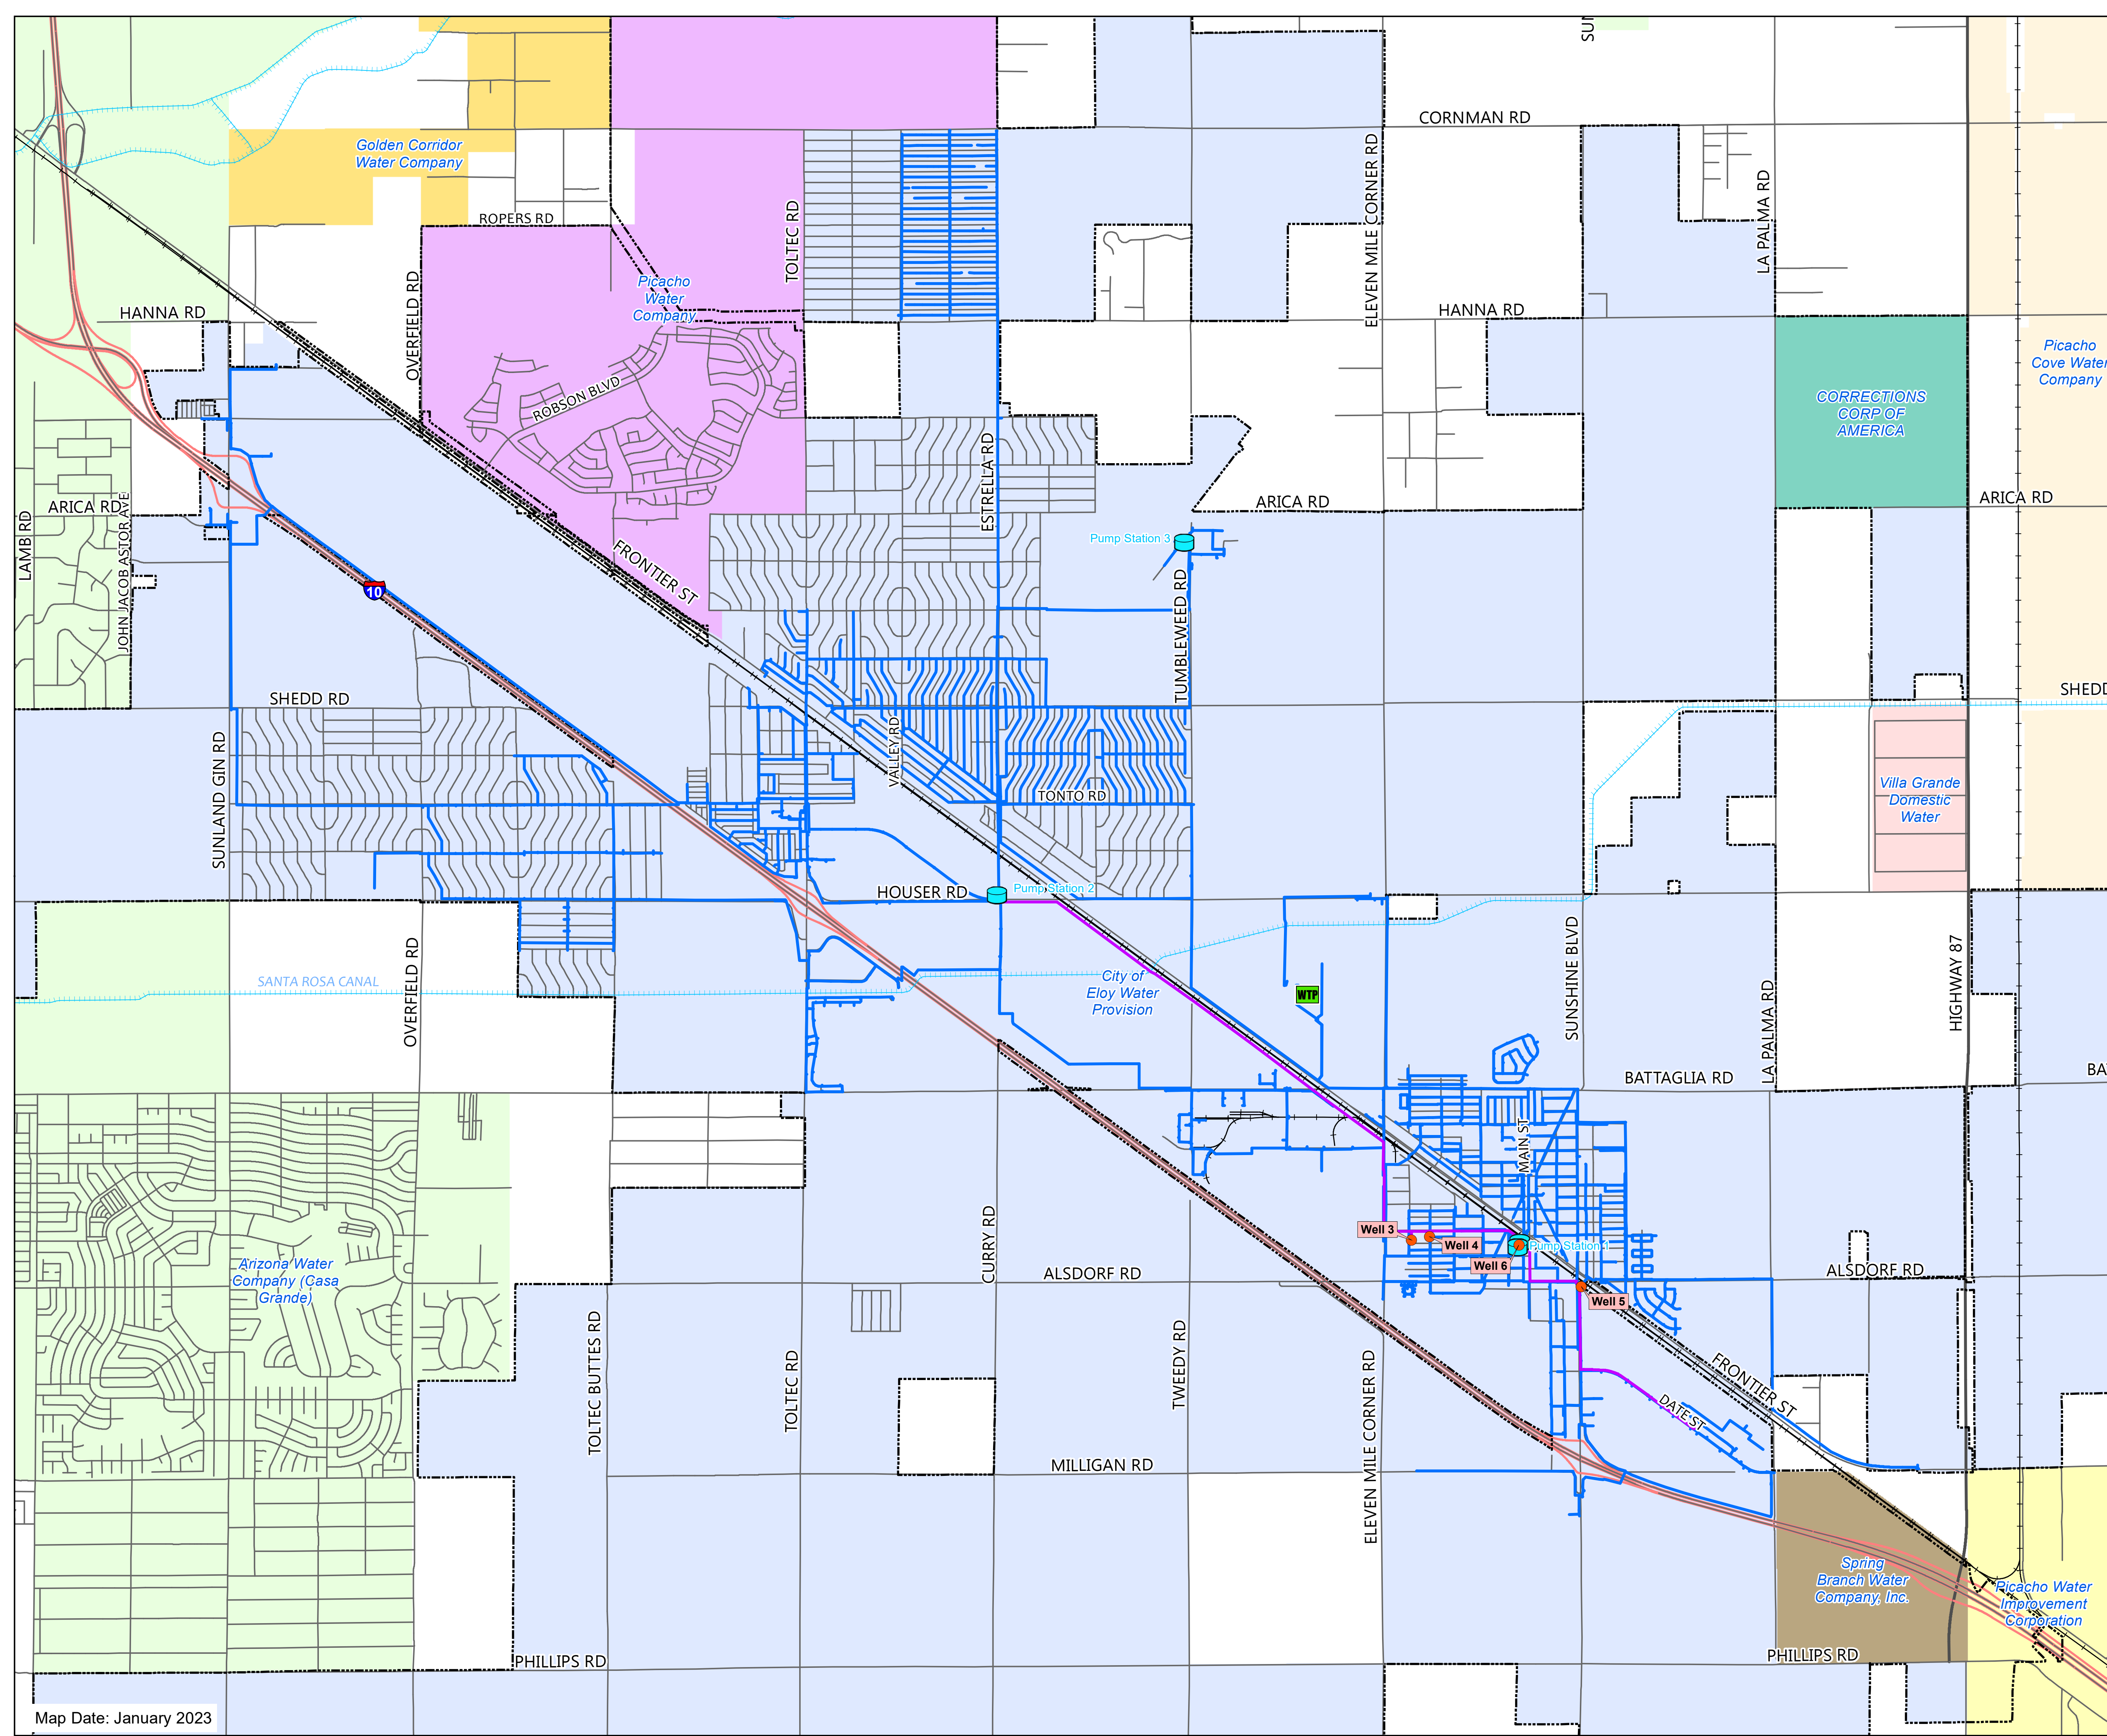 SUN
CORNMAN RD
Golden Corridor
Water Company
ELEVEN MILE CORNER RD
LA PALMA RD
ROPERS RD
TOLTEC RD
OVERFIELD RD
Picacho
Water
Company
HANNA RD
HANNA RD
Picacho
Cove Water
Company
ROBSON BLVD
CORRECTIONS
CORP OF
AMERICA
ESTRELLA RD
ARICA RD
ARICA RD
ARICA RD
LAMB RD
JOHN JACOB ASTOR AVE
Pump Station 3
FRONTIER ST
10
TUMBLEWEED RD
SHEDD RD
SHEDD
SUNLAND GIN RD
VALLEY RD
TONTO RD
Villa Grande
Domestic
Water
HOUSER RD
Pump Station 2
OVERFIELD RD
SANTA ROSA CANAL
City of
Eloy Water
Provision
WTP
SUNSHINE BLVD
LA PALMA RD
HIGHWAY 87
BATTAGLIA RD
BA
MAIN ST
Well 3
Well 4
Pump Station 1
Well 6
Well 5
Arizona Water
Company (Casa
Grande)
CURRY RD
ALSDORF RD
ALSDORF RD
TOLTEC BUTTES RD
TOLTEC RD
TWEEDY RD
ELEVEN MILE CORNER RD
FRONTIER ST
DATE ST
MILLIGAN RD
Spring
Branch Water
Company, Inc.
Picacho Water
Improvement
Corporation
PHILLIPS RD
PHILLIPS RD
Map Date: January 2023